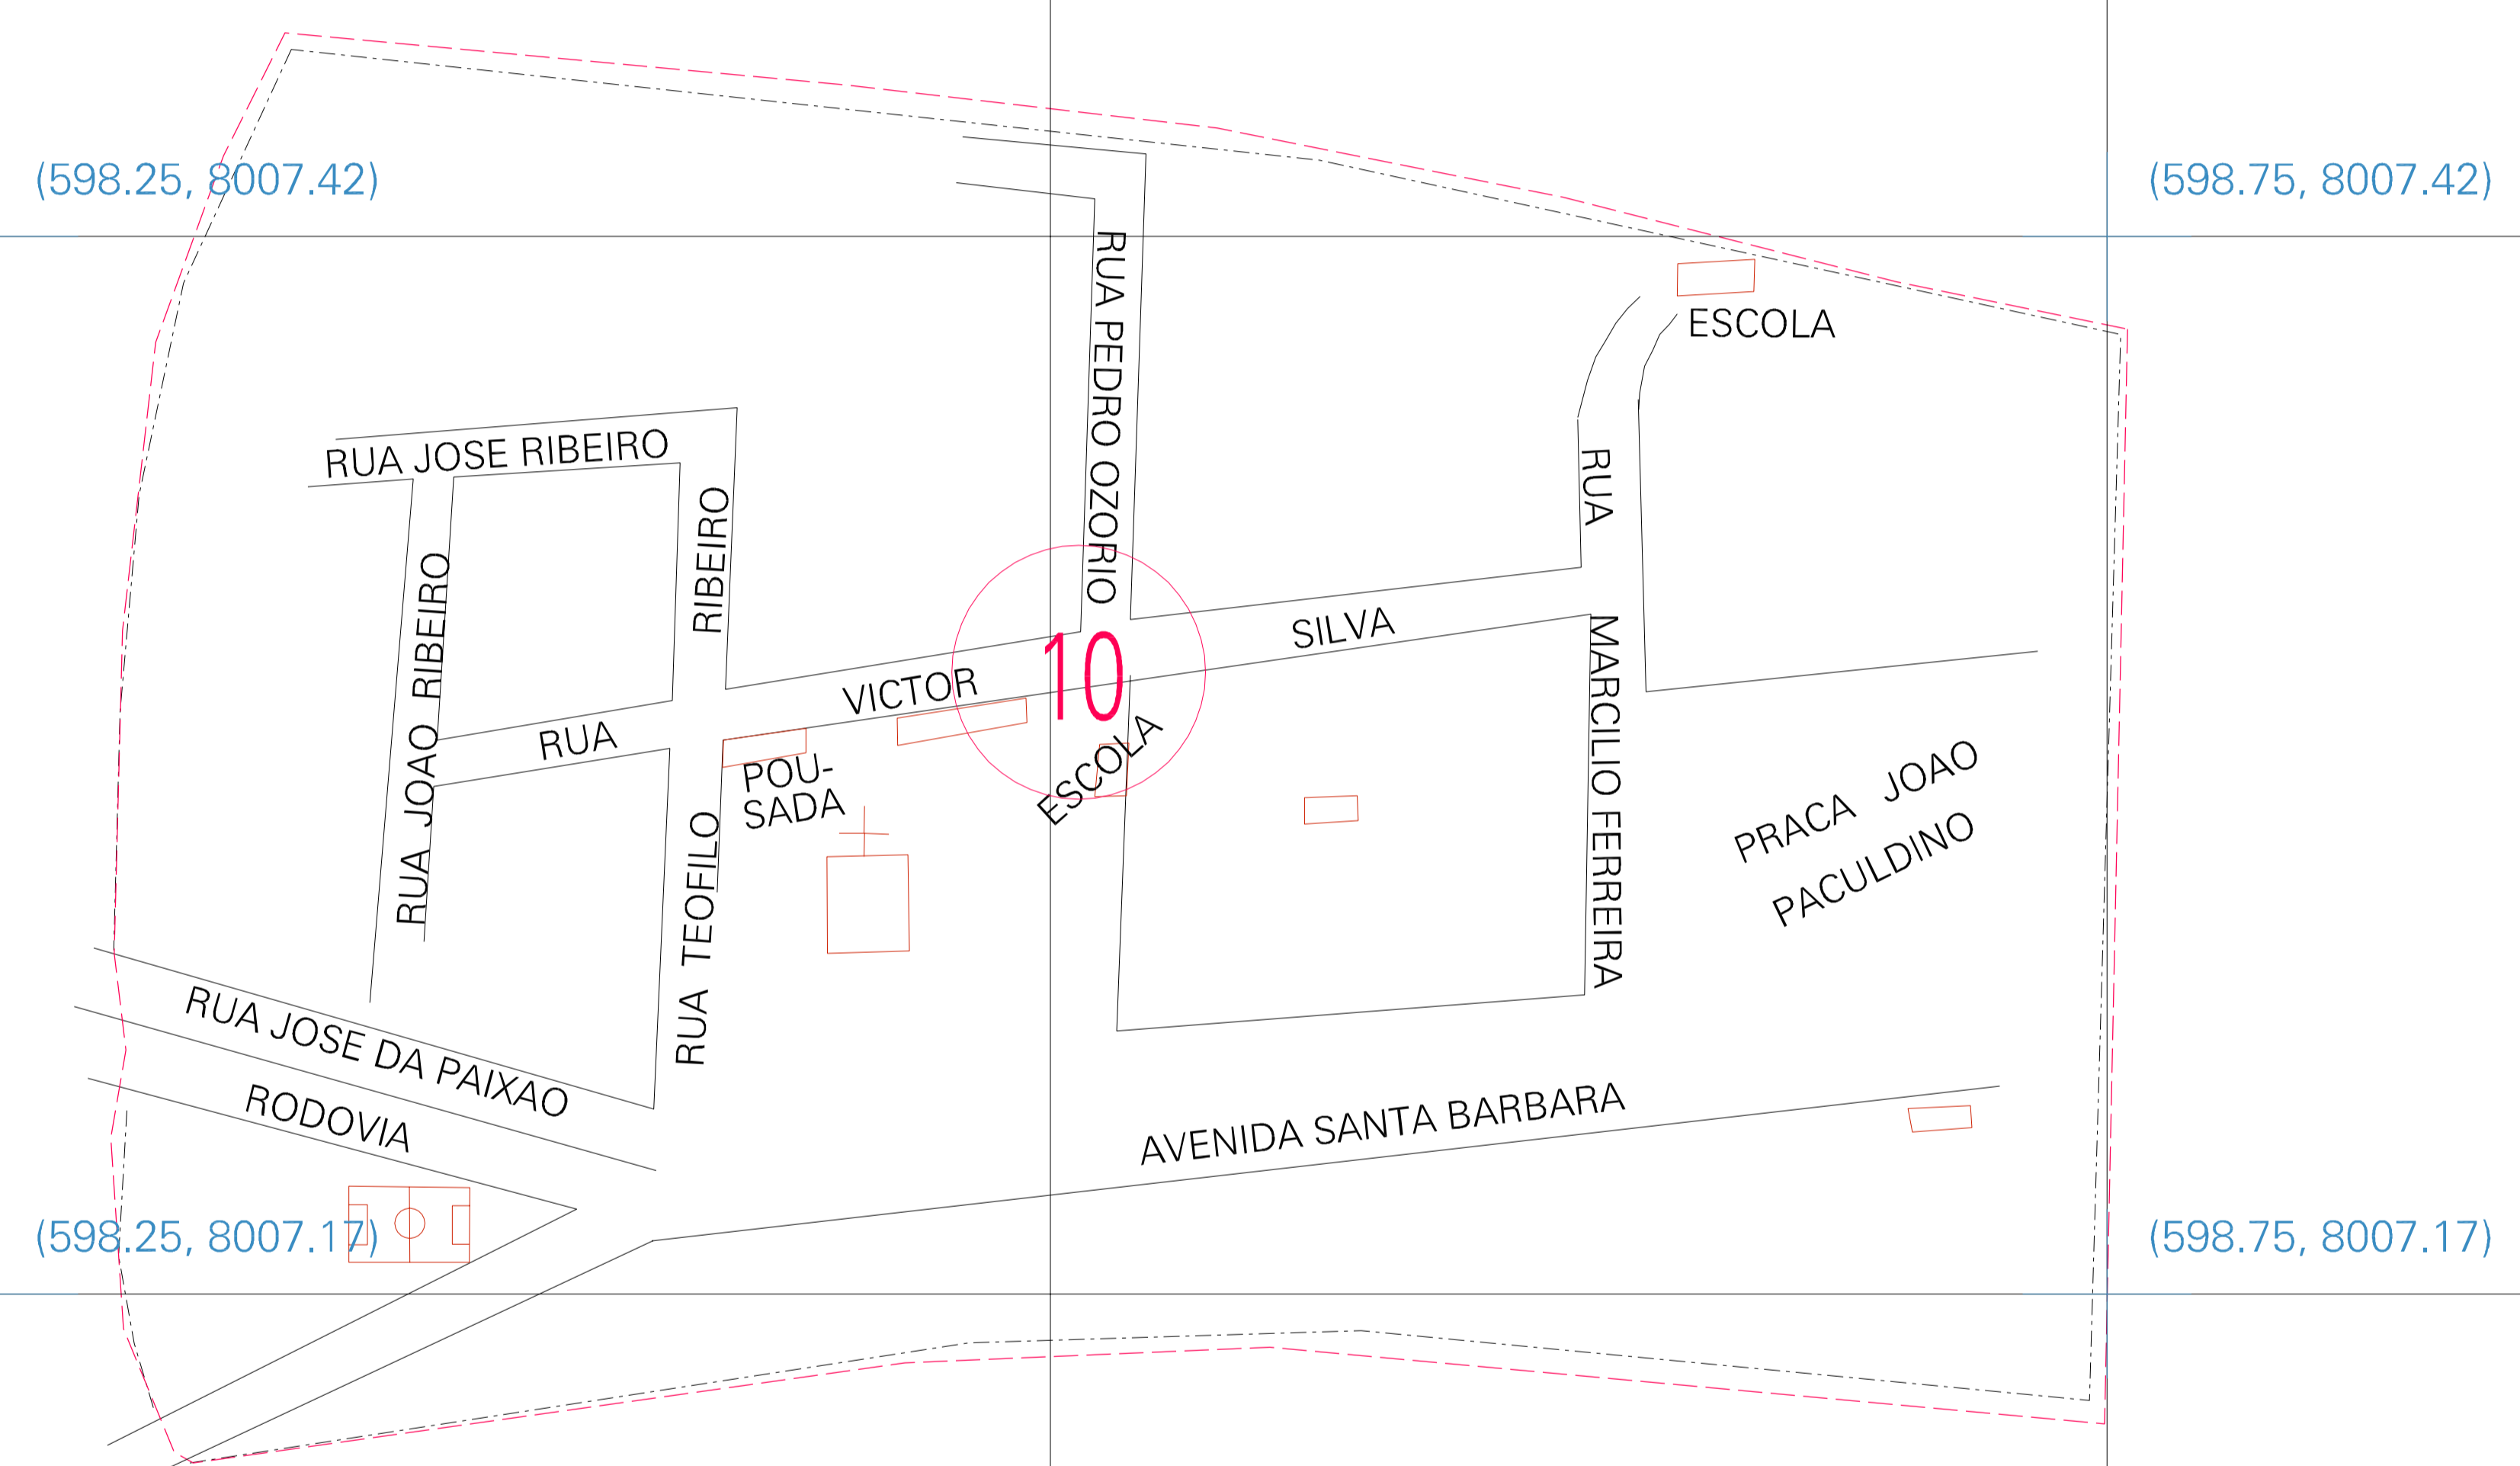 (598.25, 8007.42)
(598.75, 8007.42)
RUA PEDRO OZORIO
ESCOLA
RUA JOSE RIBEIRO
RUA
RIBEIRO
RUA JOAO RIBEIRO
SILVA
10
VICTOR
MARCILIO FERREIRA
RUA
ESCOLA
POU-
SADA
PRACA JOAO
PACULDINO
RUA TEOFILO
RUA JOSE DA PAIXAO
RODOVIA
AVENIDA SANTA BARBARA
(598.25, 8007.17)
(598.75, 8007.17)